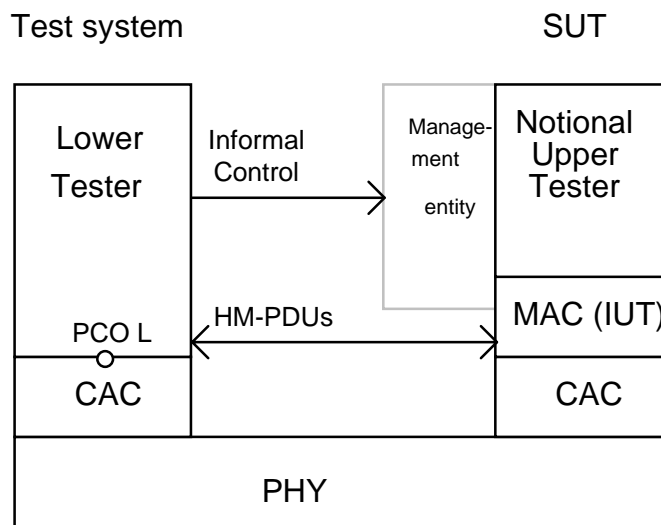 Test system
SUT
Lower
Tester
Informal
Control
Manage-
ment
entity
Notional
Upper
Tester
PCO L
HM-PDUs
MAC (IUT)
CAC
CAC
PHY